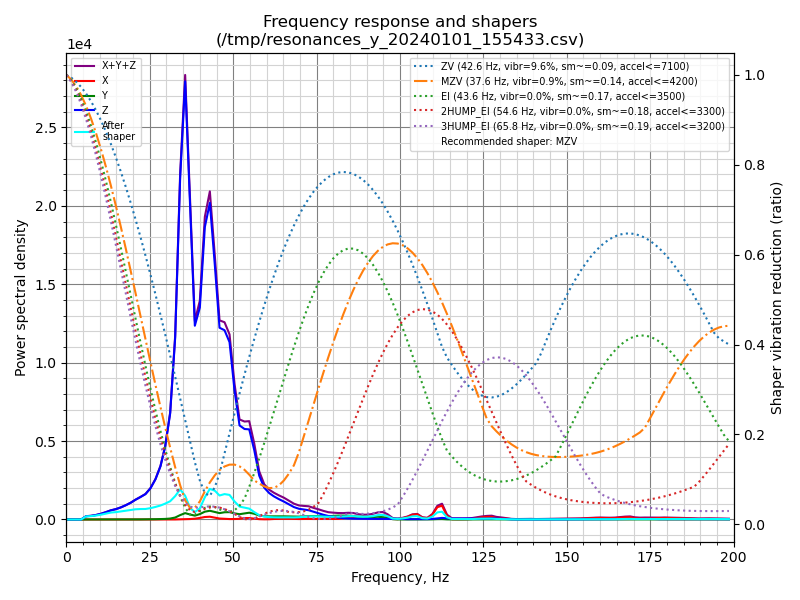 Frequency response and shapers
(/tmp/resonances_y_20240101_155433.csv)
1e4
X+Y+Z
X
Y
Z
After
shaper
ZV (42.6 Hz, vibr=9.6%, sm~=0.09, accel<=7100)
MZV (37.6 Hz, vibr=0.9%, sm~=0.14, accel<=4200)
EI (43.6 Hz, vibr=0.0%, sm~=0.17, accel<=3500)
2HUMP_EI (54.6 Hz, vibr=0.0%, sm~=0.18, accel<=3300)
3HUMP_EI (65.8 Hz, vibr=0.0%, sm~=0.19, accel<=3200)
Recommended shaper: MZV
Power spectral density
2.5
2.0
1.5
1.0
0.5
0.0
Shaper vibration reduction (ratio)
1.0
0.8
0.6
0.4
0.2
0.0
0 25 50 75 100 125 150 175 200
Frequency, Hz